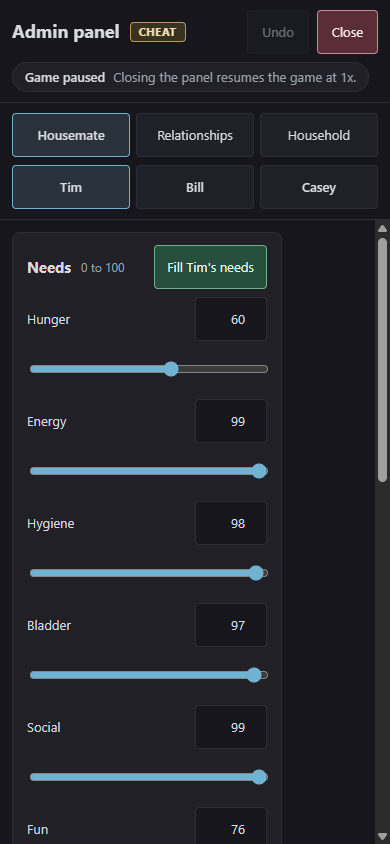 Admin panel CHEAT Undo Close
Game paused Closing the panel resumes the game at 1x.
Housemate Relationships Household
Tim Bill Casey
Needs 0 to 100 Fill Tim's needs
Hunger 60
Energy 99
Hygiene 98
Bladder 97
Social 99
Fun 76